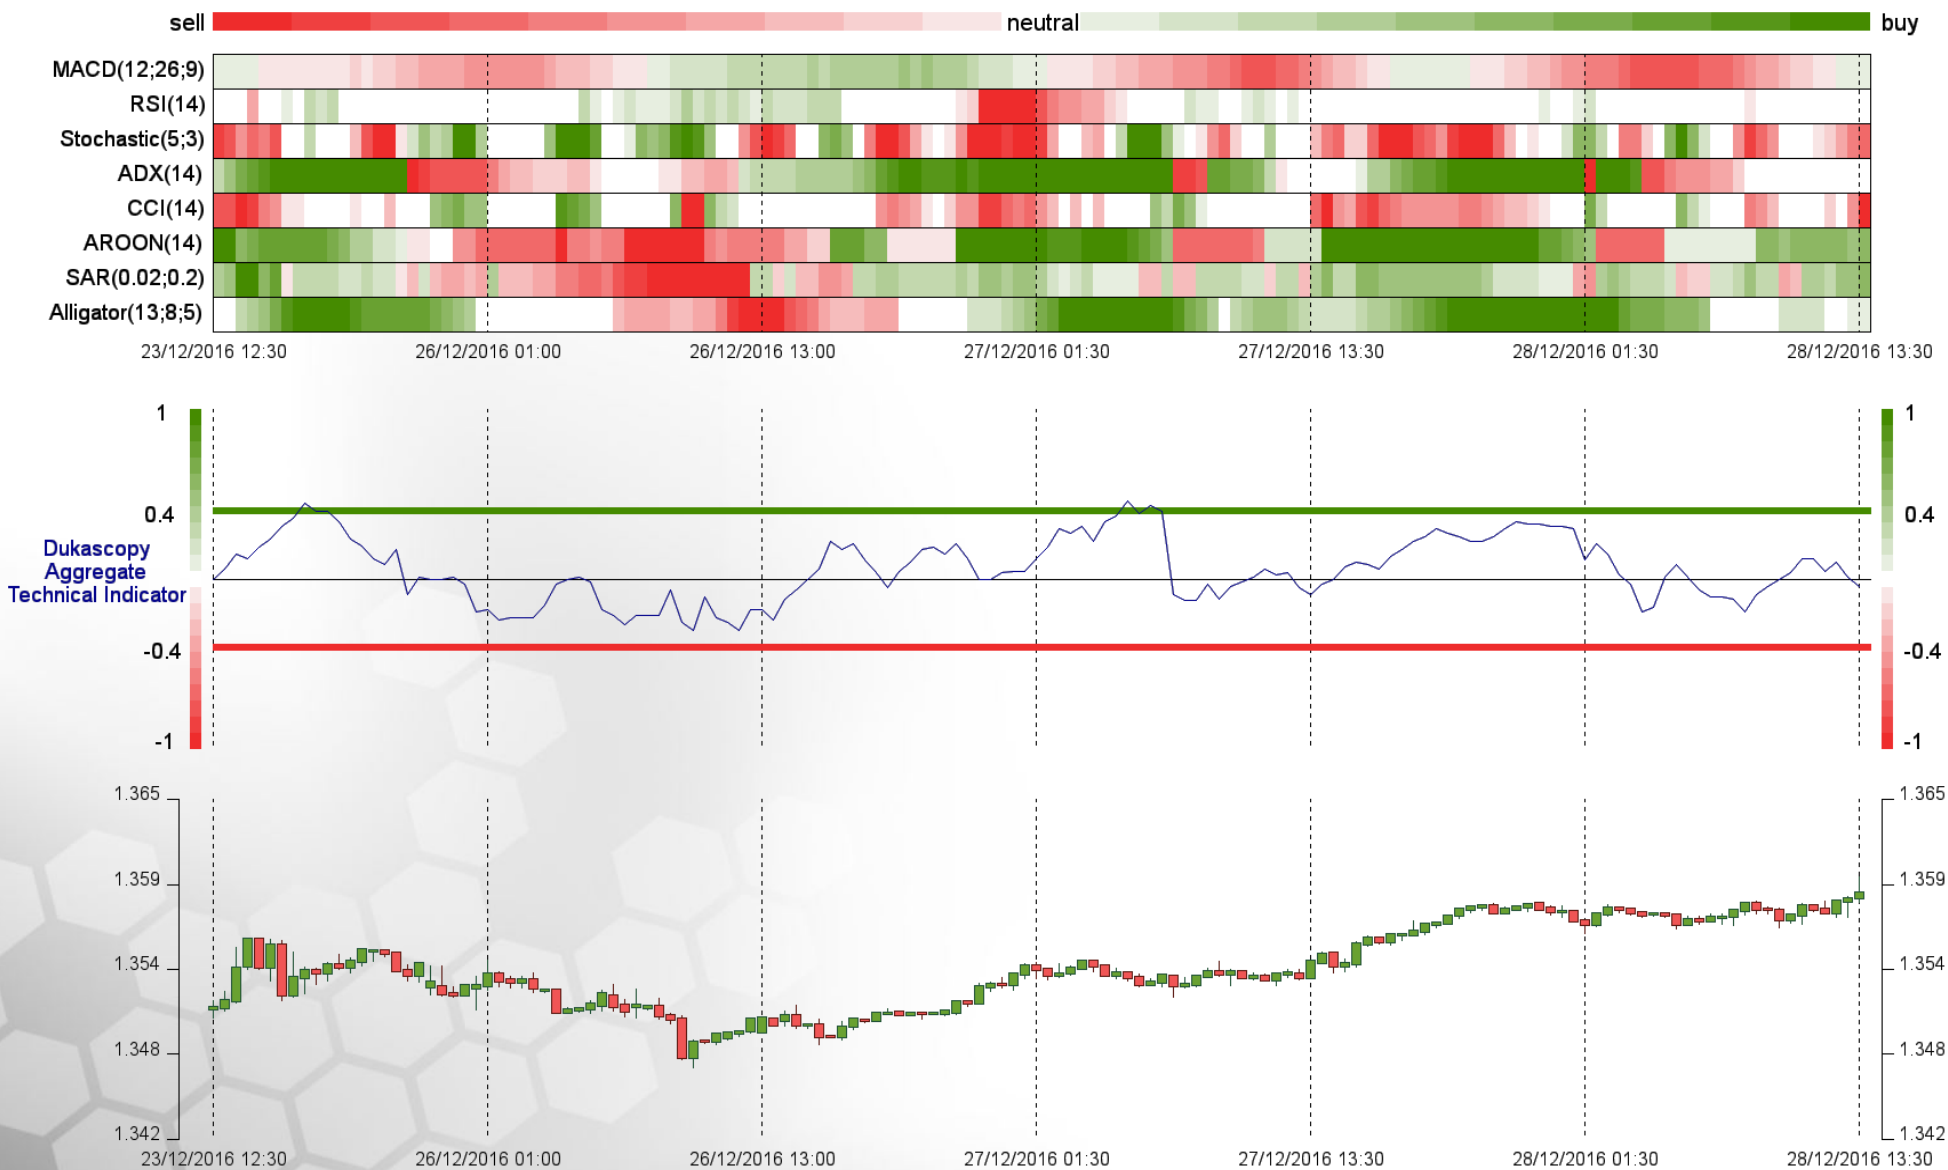 sell neutral buy
MACD(12;26;9)
RSI(14)
Stochastic(5;3)
ADX(14)
CCI(14)
AROON(14)
SAR(0.02;0.2)
Alligator(13;8;5)
23/12/2016 12:30 26/12/2016 01:00 26/12/2016 13:00 27/12/2016 01:30 27/12/2016 13:30 28/12/2016 01:30 28/12/2016 13:30
1 1
0.4 0.4
Dukascopy
Aggregate
Technical Indicator
-0.4 -0.4
-1 -1
1.365 1.365
1.359 1.359
1.354 1.354
1.348 1.348
1.342 1.342
23/12/2016 12:30 26/12/2016 01:00 26/12/2016 13:00 27/12/2016 01:30 27/12/2016 13:30 28/12/2016 01:30 28/12/2016 13:30